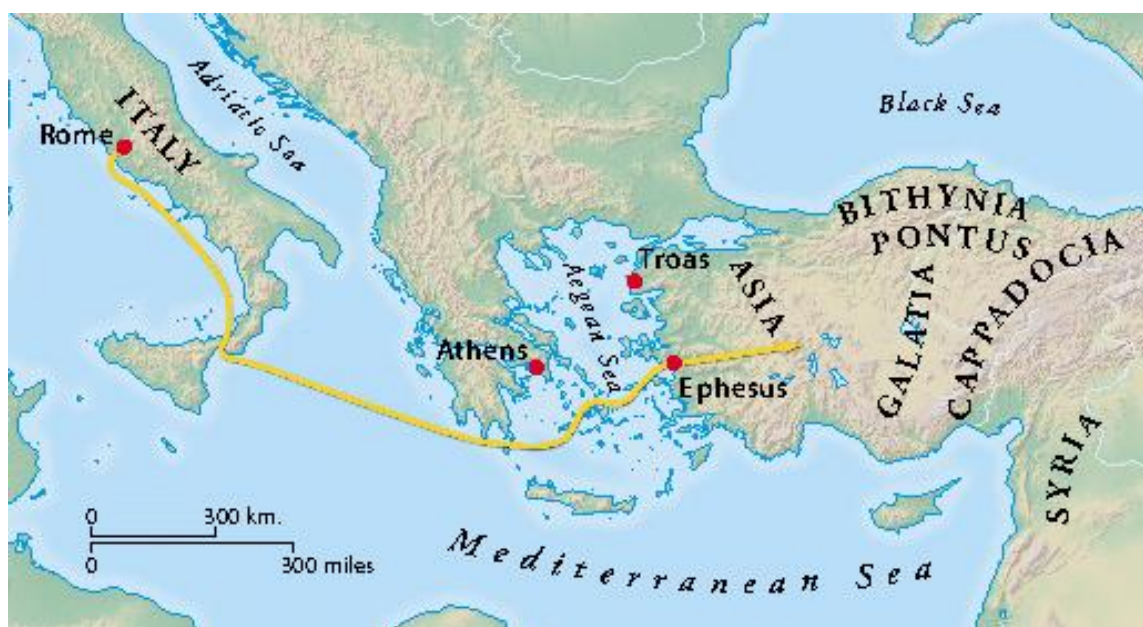 Adriatic Sea
ITALY
Rome
Black Sea
BITHYNIA
PONTUS
CAPPADOCIA
Troas
ASIA
Aegean Sea
GALATIA
Athens
Ephesus
SYRIA
0 300 km.
0 300 miles
Mediterranean Sea